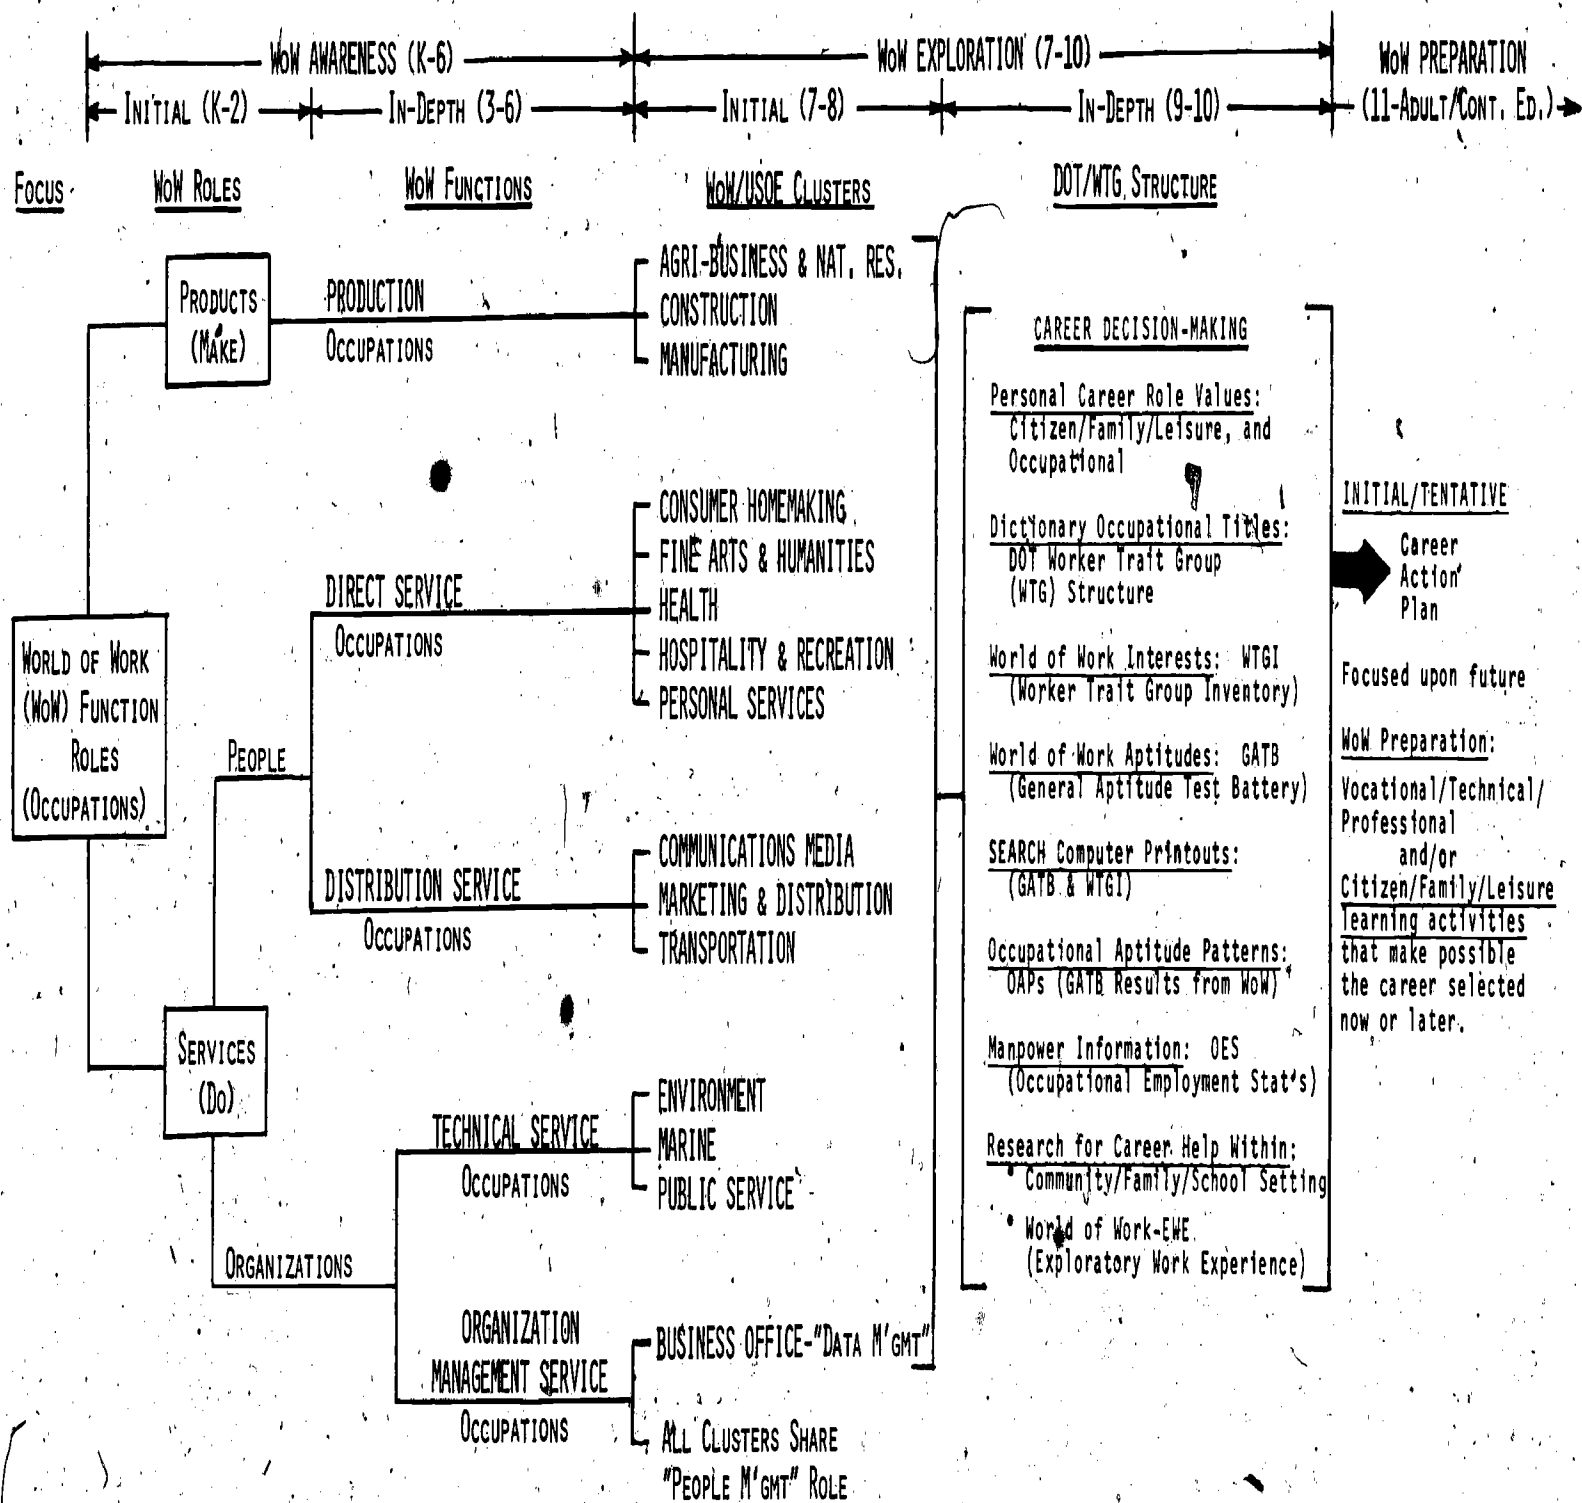 WoW AWARENESS (K-6)
WoW EXPLORATION (7-10)
WoW PREPARATION
(11-ADULT/CONT. ED.)
INITIAL (K-2)
IN-DEPTH (3-6)
INITIAL (7-8)
IN-DEPTH (9-10)
FOCUS
WoW ROLES
WoW FUNCTIONS
WoW/USOE CLUSTERS
DOT/WTG STRUCTURE
WORLD OF WORK
(WoW) FUNCTION
ROLES
(OCCUPATIONS)
PRODUCTS
(MAKE)
SERVICES
(DO)
PEOPLE
ORGANIZATIONS
PRODUCTION
OCCUPATIONS
DIRECT SERVICE
OCCUPATIONS
DISTRIBUTION SERVICE
OCCUPATIONS
TECHNICAL SERVICE
OCCUPATIONS
ORGANIZATION
MANAGEMENT SERVICE
OCCUPATIONS
AGRI-BUSINESS & NAT. RES.
CONSTRUCTION
MANUFACTURING
CONSUMER HOMEMAKING
FINE ARTS & HUMANITIES
HEALTH
HOSPITALITY & RECREATION
PERSONAL SERVICES
COMMUNICATIONS MEDIA
MARKETING & DISTRIBUTION
TRANSPORTATION
ENVIRONMENT
MARINE
PUBLIC SERVICE
BUSINESS OFFICE-"DATA M'GMT"
ALL CLUSTERS SHARE
"PEOPLE M'GMT" ROLE
CAREER DECISION-MAKING
Personal Career Role Values:
Citizen/Family/Leisure, and
Occupational
Dictionary Occupational Titles:
DOT Worker Trait Group
(WTG) Structure
World of Work Interests: WTGI
(Worker Trait Group Inventory)
World of Work Aptitudes: GATB
(General Aptitude Test Battery)
SEARCH Computer Printouts:
(GATB & WTGI)
Occupational Aptitude Patterns:
OAPs (GATB Results from WoW)
Manpower Information: OES
(Occupational Employment Stat's)
Research for Career Help Within:
• Community/Family/School Setting
• World of Work-EWE
(Exploratory Work Experience)
INITIAL/TENTATIVE
Career
Action
Plan
Focused upon future
WoW Preparation:
Vocational/Technical/
Professional
and/or
Citizen/Family/Leisure
learning activities
that make possible
the career selected
now or later.